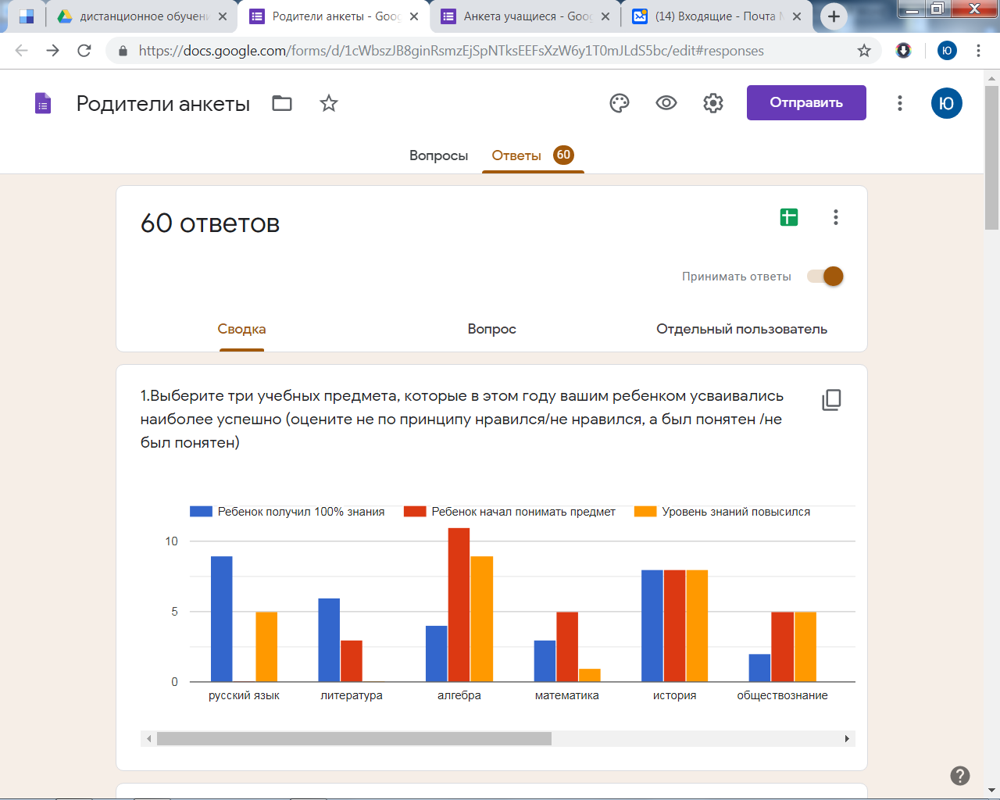 дистанционное обучени
Родители анкеты - Goog
Анкета учащиеся - Goo
(14) Входящие - Почта
https://docs.google.com/forms/d/1cWbszJB8ginRsmzEjSpNTksEEFsXzW6y1T0mJLdS5bc/edit#responses
Ю
Родители анкеты
Отправить
Ю
Вопросы
Ответы 60
60 ответов
Принимать ответы
Сводка
Вопрос
Отдельный пользователь
1.Выберите три учебных предмета, которые в этом году вашим ребенком усваивались
наиболее успешно (оцените не по принципу нравился/не нравился, а был понятен /не
был понятен)
Ребенок получил 100% знания
Ребенок начал понимать предмет
Уровень знаний повысился
10
5
0
русский язык
литература
алгебра
математика
история
обществознание